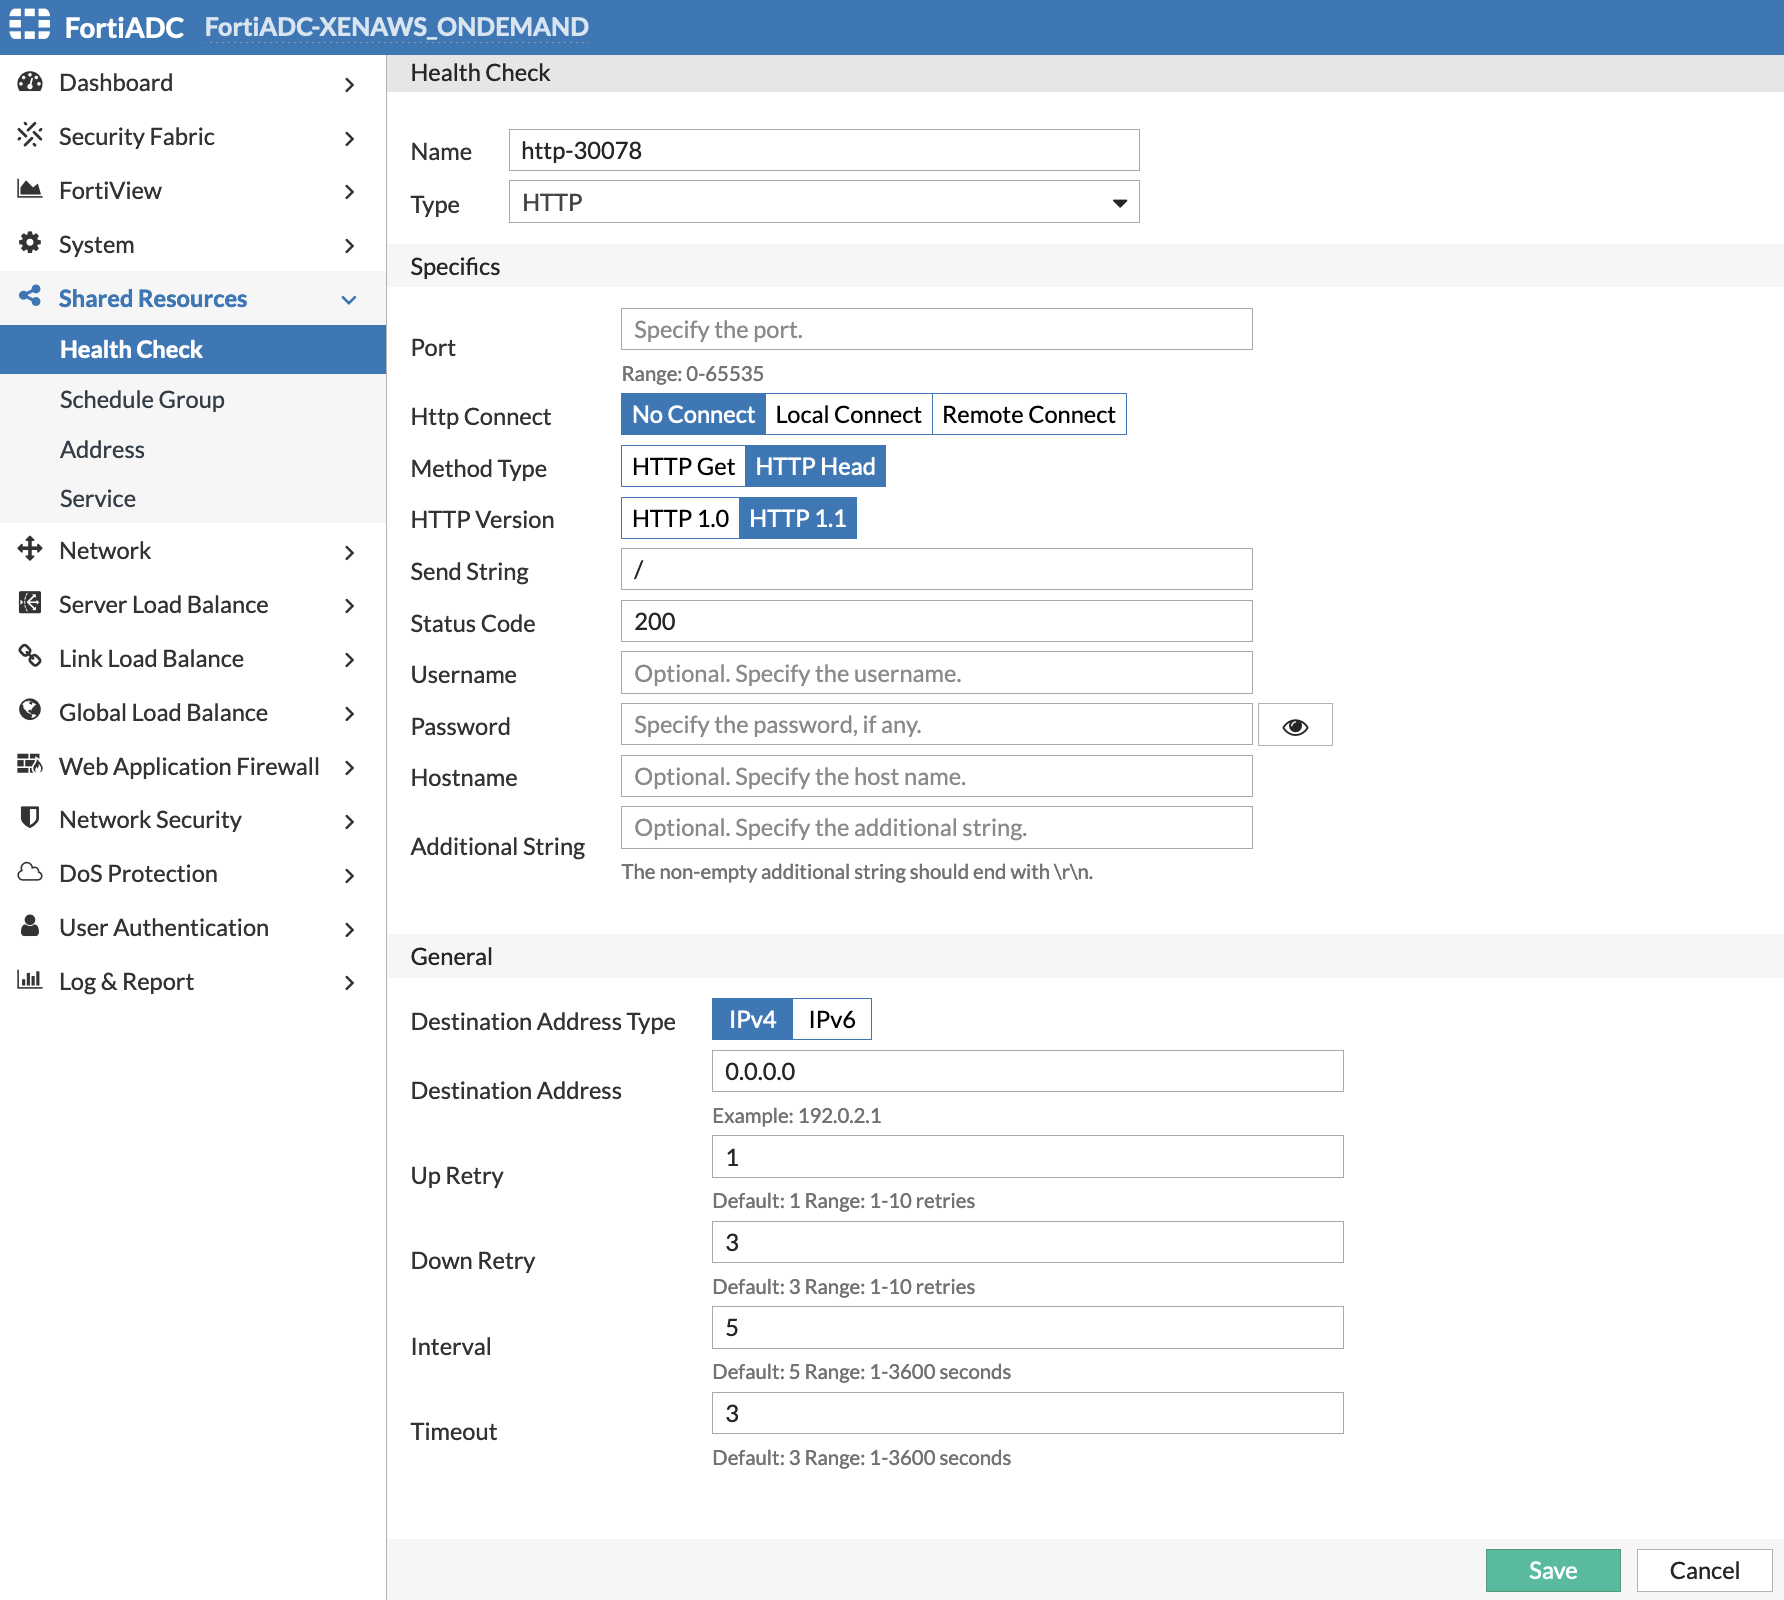 FortiADC FortiADC-XENAWS_ONDEMAND
Dashboard
Security Fabric
FortiView
System
Shared Resources
Health Check
Schedule Group
Address
Service
Network
Server Load Balance
Link Load Balance
Global Load Balance
Web Application Firewall
Network Security
DoS Protection
User Authentication
Log & Report
Health Check
Name http-30078
Type HTTP
Specifics
Port Specify the port.
Range: 0-65535
Http Connect No Connect Local Connect Remote Connect
Method Type HTTP Get HTTP Head
HTTP Version HTTP 1.0 HTTP 1.1
Send String /
Status Code 200
Username Optional. Specify the username.
Password Specify the password, if any.
Hostname Optional. Specify the host name.
Additional String Optional. Specify the additional string.
The non-empty additional string should end with \r\n.
General
Destination Address Type IPv4 IPv6
Destination Address 0.0.0.0
Example: 192.0.2.1
Up Retry 1
Default: 1 Range: 1-10 retries
Down Retry 3
Default: 3 Range: 1-10 retries
Interval 5
Default: 5 Range: 1-3600 seconds
Timeout 3
Default: 3 Range: 1-3600 seconds
Save Cancel